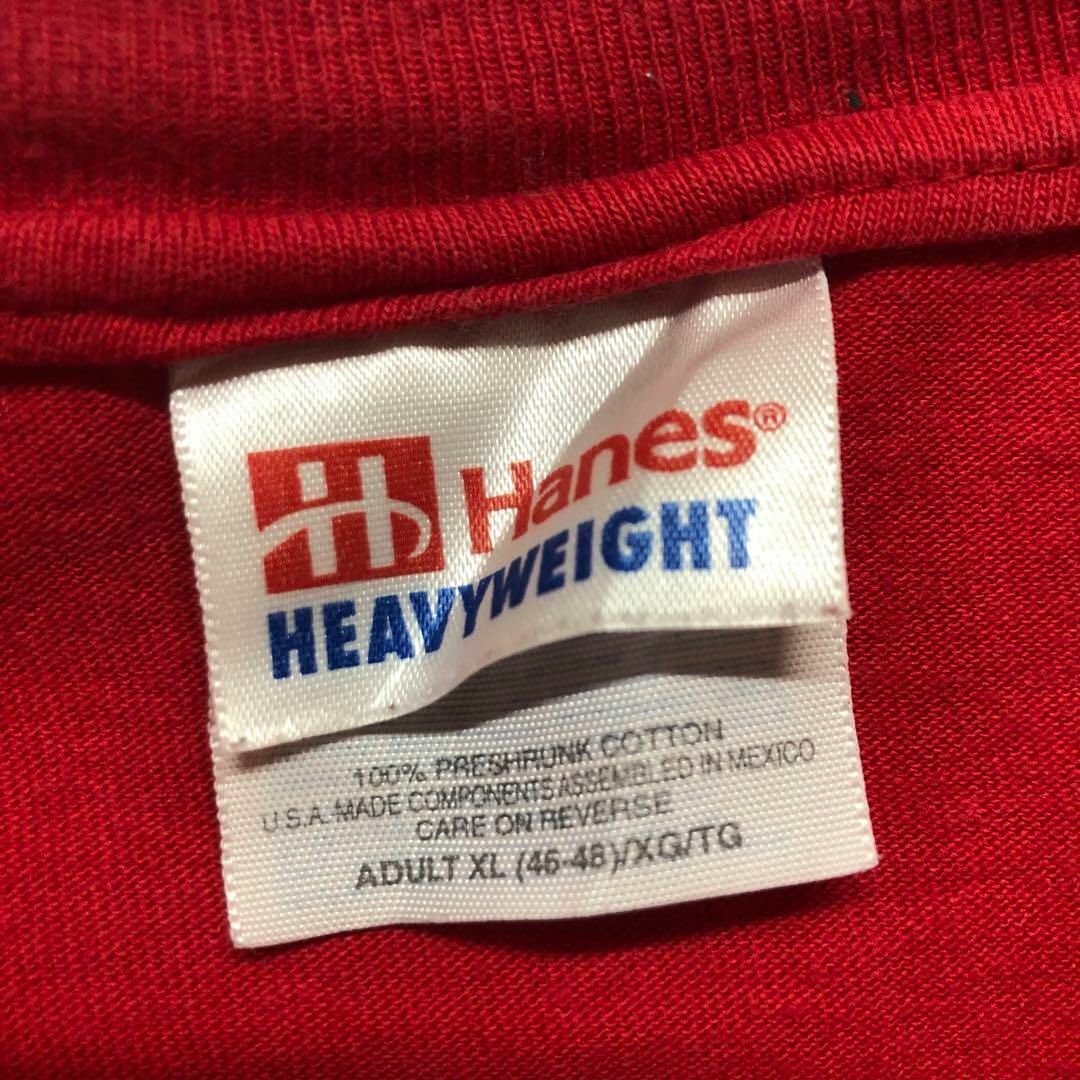 H Hanes®
HEAVYWEIGHT
100% PRESHRUNK COTTON
U.S.A. MADE COMPONENTS ASSEMBLED IN MEXICO
CARE ON REVERSE
ADULT XL (46-48)/XG/TG